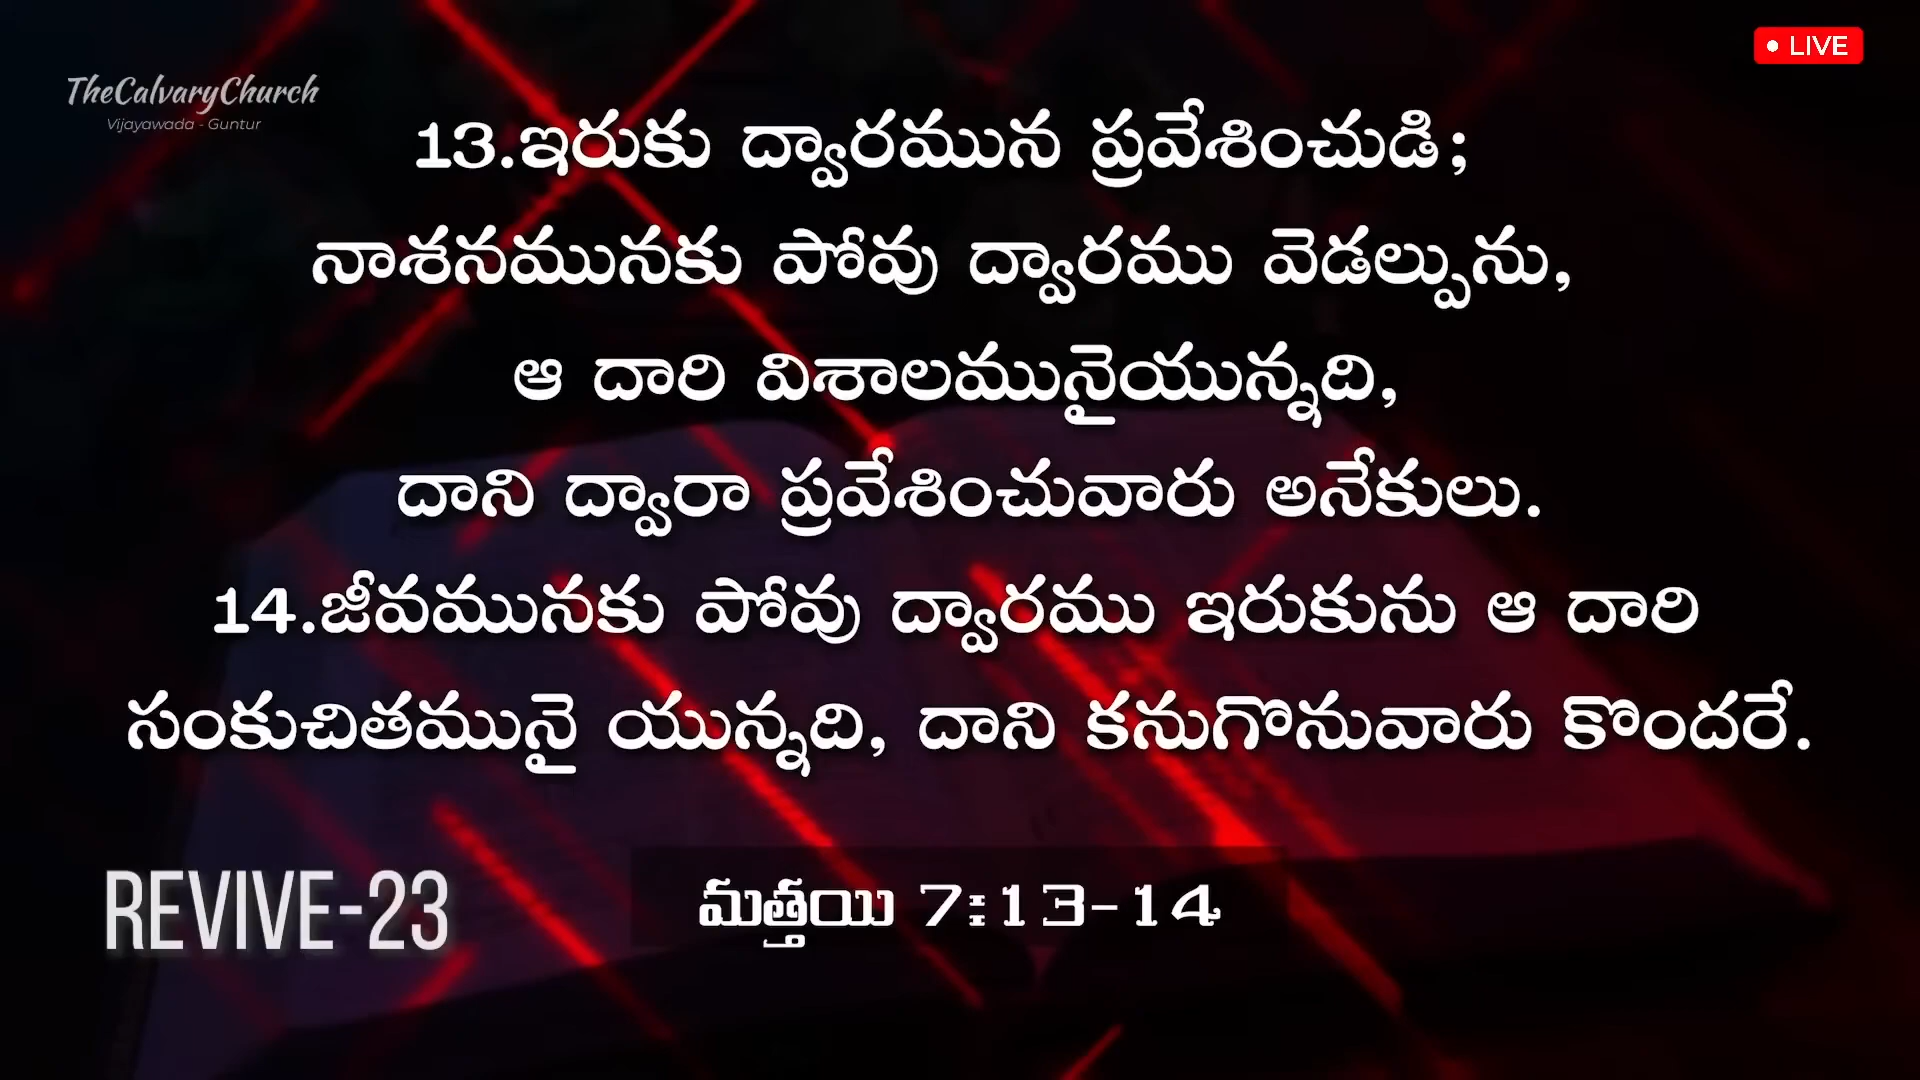 TheCalvaryChurch
Vijayawada - Guntur
LIVE
13.ఇరుకు ద్వారమున ప్రవేశించుడి;
నాశనమునకు పోవు ద్వారము వెడల్పును,
ఆ దారి విశాలమునైయున్నది,
దాని ద్వారా ప్రవేశించువారు అనేకులు.
14.జీవమునకు పోవు ద్వారము ఇరుకును ఆ దారి
సంకుచితమునై యున్నది, దాని కనుగొనువారు కొందరే.
REVIVE-23
మత్తయి 7:13-14